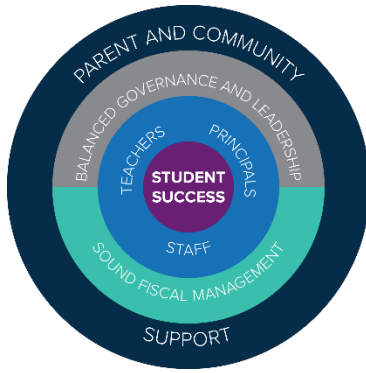 PARENT AND COMMUNITY
BALANCED GOVERNANCE AND LEADERSHIP
TEACHERS
PRINCIPALS
STUDENT
SUCCESS
STAFF
SOUND FISCAL MANAGEMENT
SUPPORT